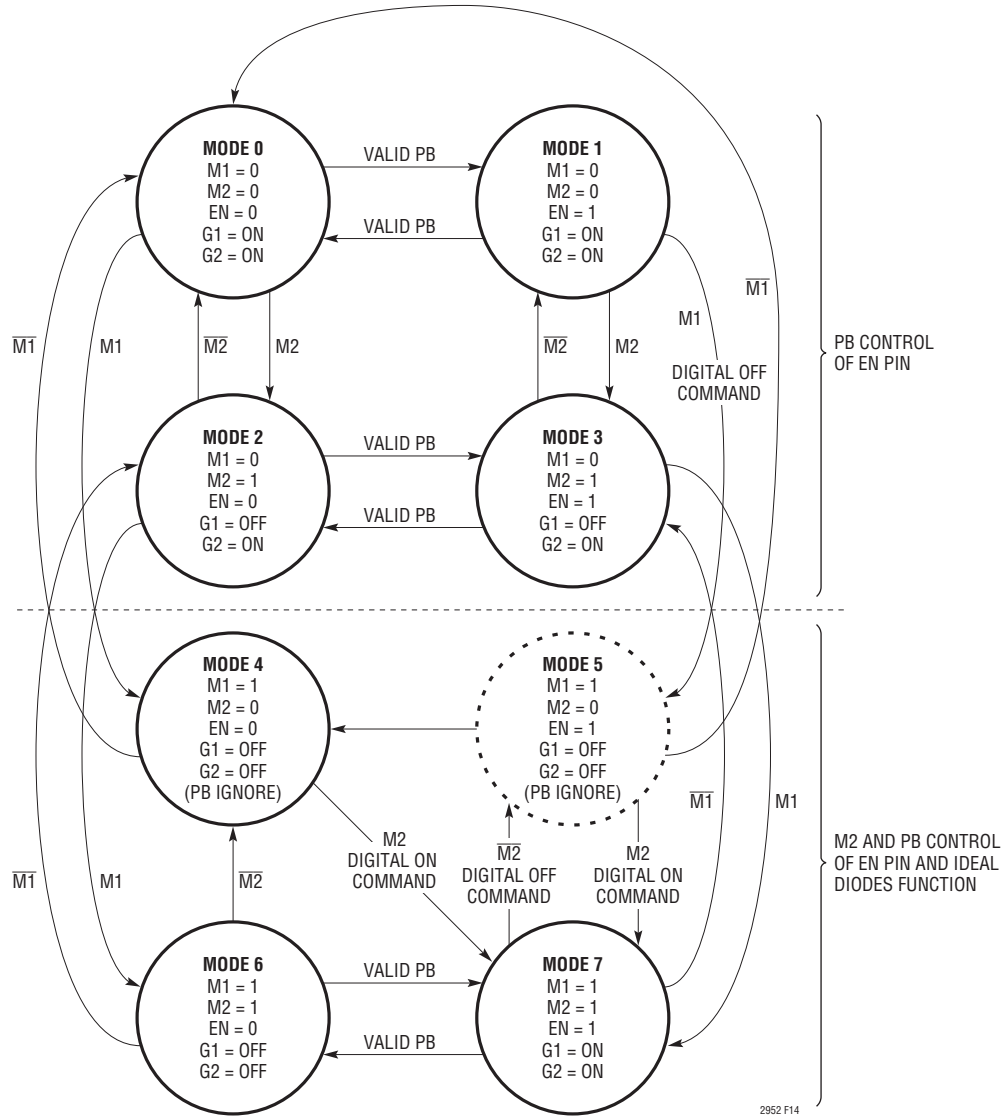 MODE 0
M1 = 0
M2 = 0
EN = 0
G1 = ON
G2 = ON
VALID PB
VALID PB
MODE 1
M1 = 0
M2 = 0
EN = 1
G1 = ON
G2 = ON
M̅1̅
M1
M̅2̅
M2
M̅2̅
M2
M1
DIGITAL OFF
COMMAND
M̅1̅
PB CONTROL
OF EN PIN
MODE 2
M1 = 0
M2 = 1
EN = 0
G1 = OFF
G2 = ON
VALID PB
VALID PB
MODE 3
M1 = 0
M2 = 1
EN = 1
G1 = OFF
G2 = ON
MODE 4
M1 = 1
M2 = 0
EN = 0
G1 = OFF
G2 = OFF
(PB IGNORE)
MODE 5
M1 = 1
M2 = 0
EN = 1
G1 = OFF
G2 = OFF
(PB IGNORE)
M̅1̅
M1
M̅1̅
M1
M̅2̅
M2
DIGITAL ON
COMMAND
M̅2̅
DIGITAL OFF
COMMAND
M2
DIGITAL ON
COMMAND
M2 AND PB CONTROL
OF EN PIN AND IDEAL
DIODES FUNCTION
MODE 6
M1 = 1
M2 = 1
EN = 0
G1 = OFF
G2 = OFF
VALID PB
VALID PB
MODE 7
M1 = 1
M2 = 1
EN = 1
G1 = ON
G2 = ON
2952 F14